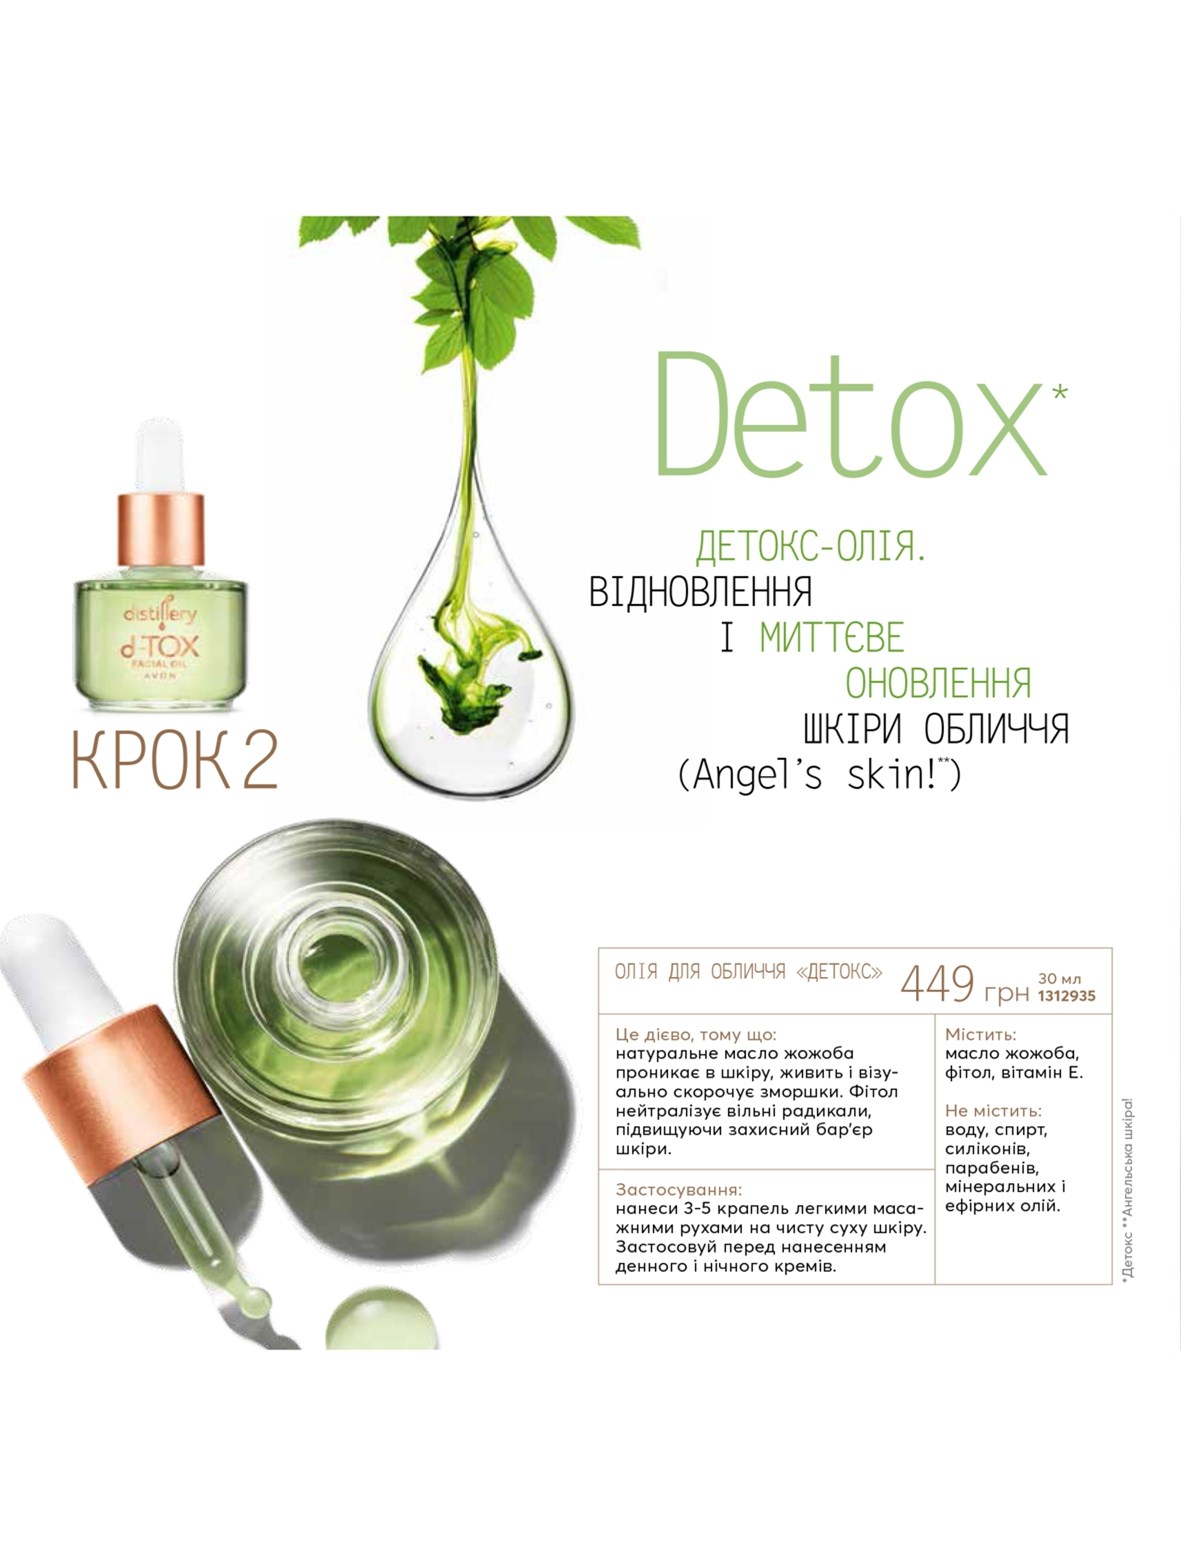 Detox*
ДЕТОКС-ОЛІЯ.
ВІДНОВЛЕННЯ
І МИТТЄВЕ
ОНОВЛЕННЯ
ШКІРИ ОБЛИЧЧЯ
(Angel's skin!**)
distillery
d-TOX
FACIAL OIL
AVON
КРОК 2
ОЛІЯ ДЛЯ ОБЛИЧЧЯ «ДЕТОКС»
449 грн
30 мл
1312935
Це дієво, тому що:
натуральне масло жожоба
проникає в шкіру, живить і візу-
ально скорочує зморшки. Фітол
нейтралізує вільні радикали,
підвищуючи захисний бар'єр
шкіри.
Застосування:
нанеси 3-5 крапель легкими маса-
жними рухами на чисту суху шкіру.
Застосовуй перед нанесенням
денного і нічного кремів.
Містить:
масло жожоба,
фітол, вітамін Е.
Не містить:
воду, спирт,
силіконів,
парабенів,
мінеральних і
ефірних олій.
*Детокс **Ангельська шкіра!